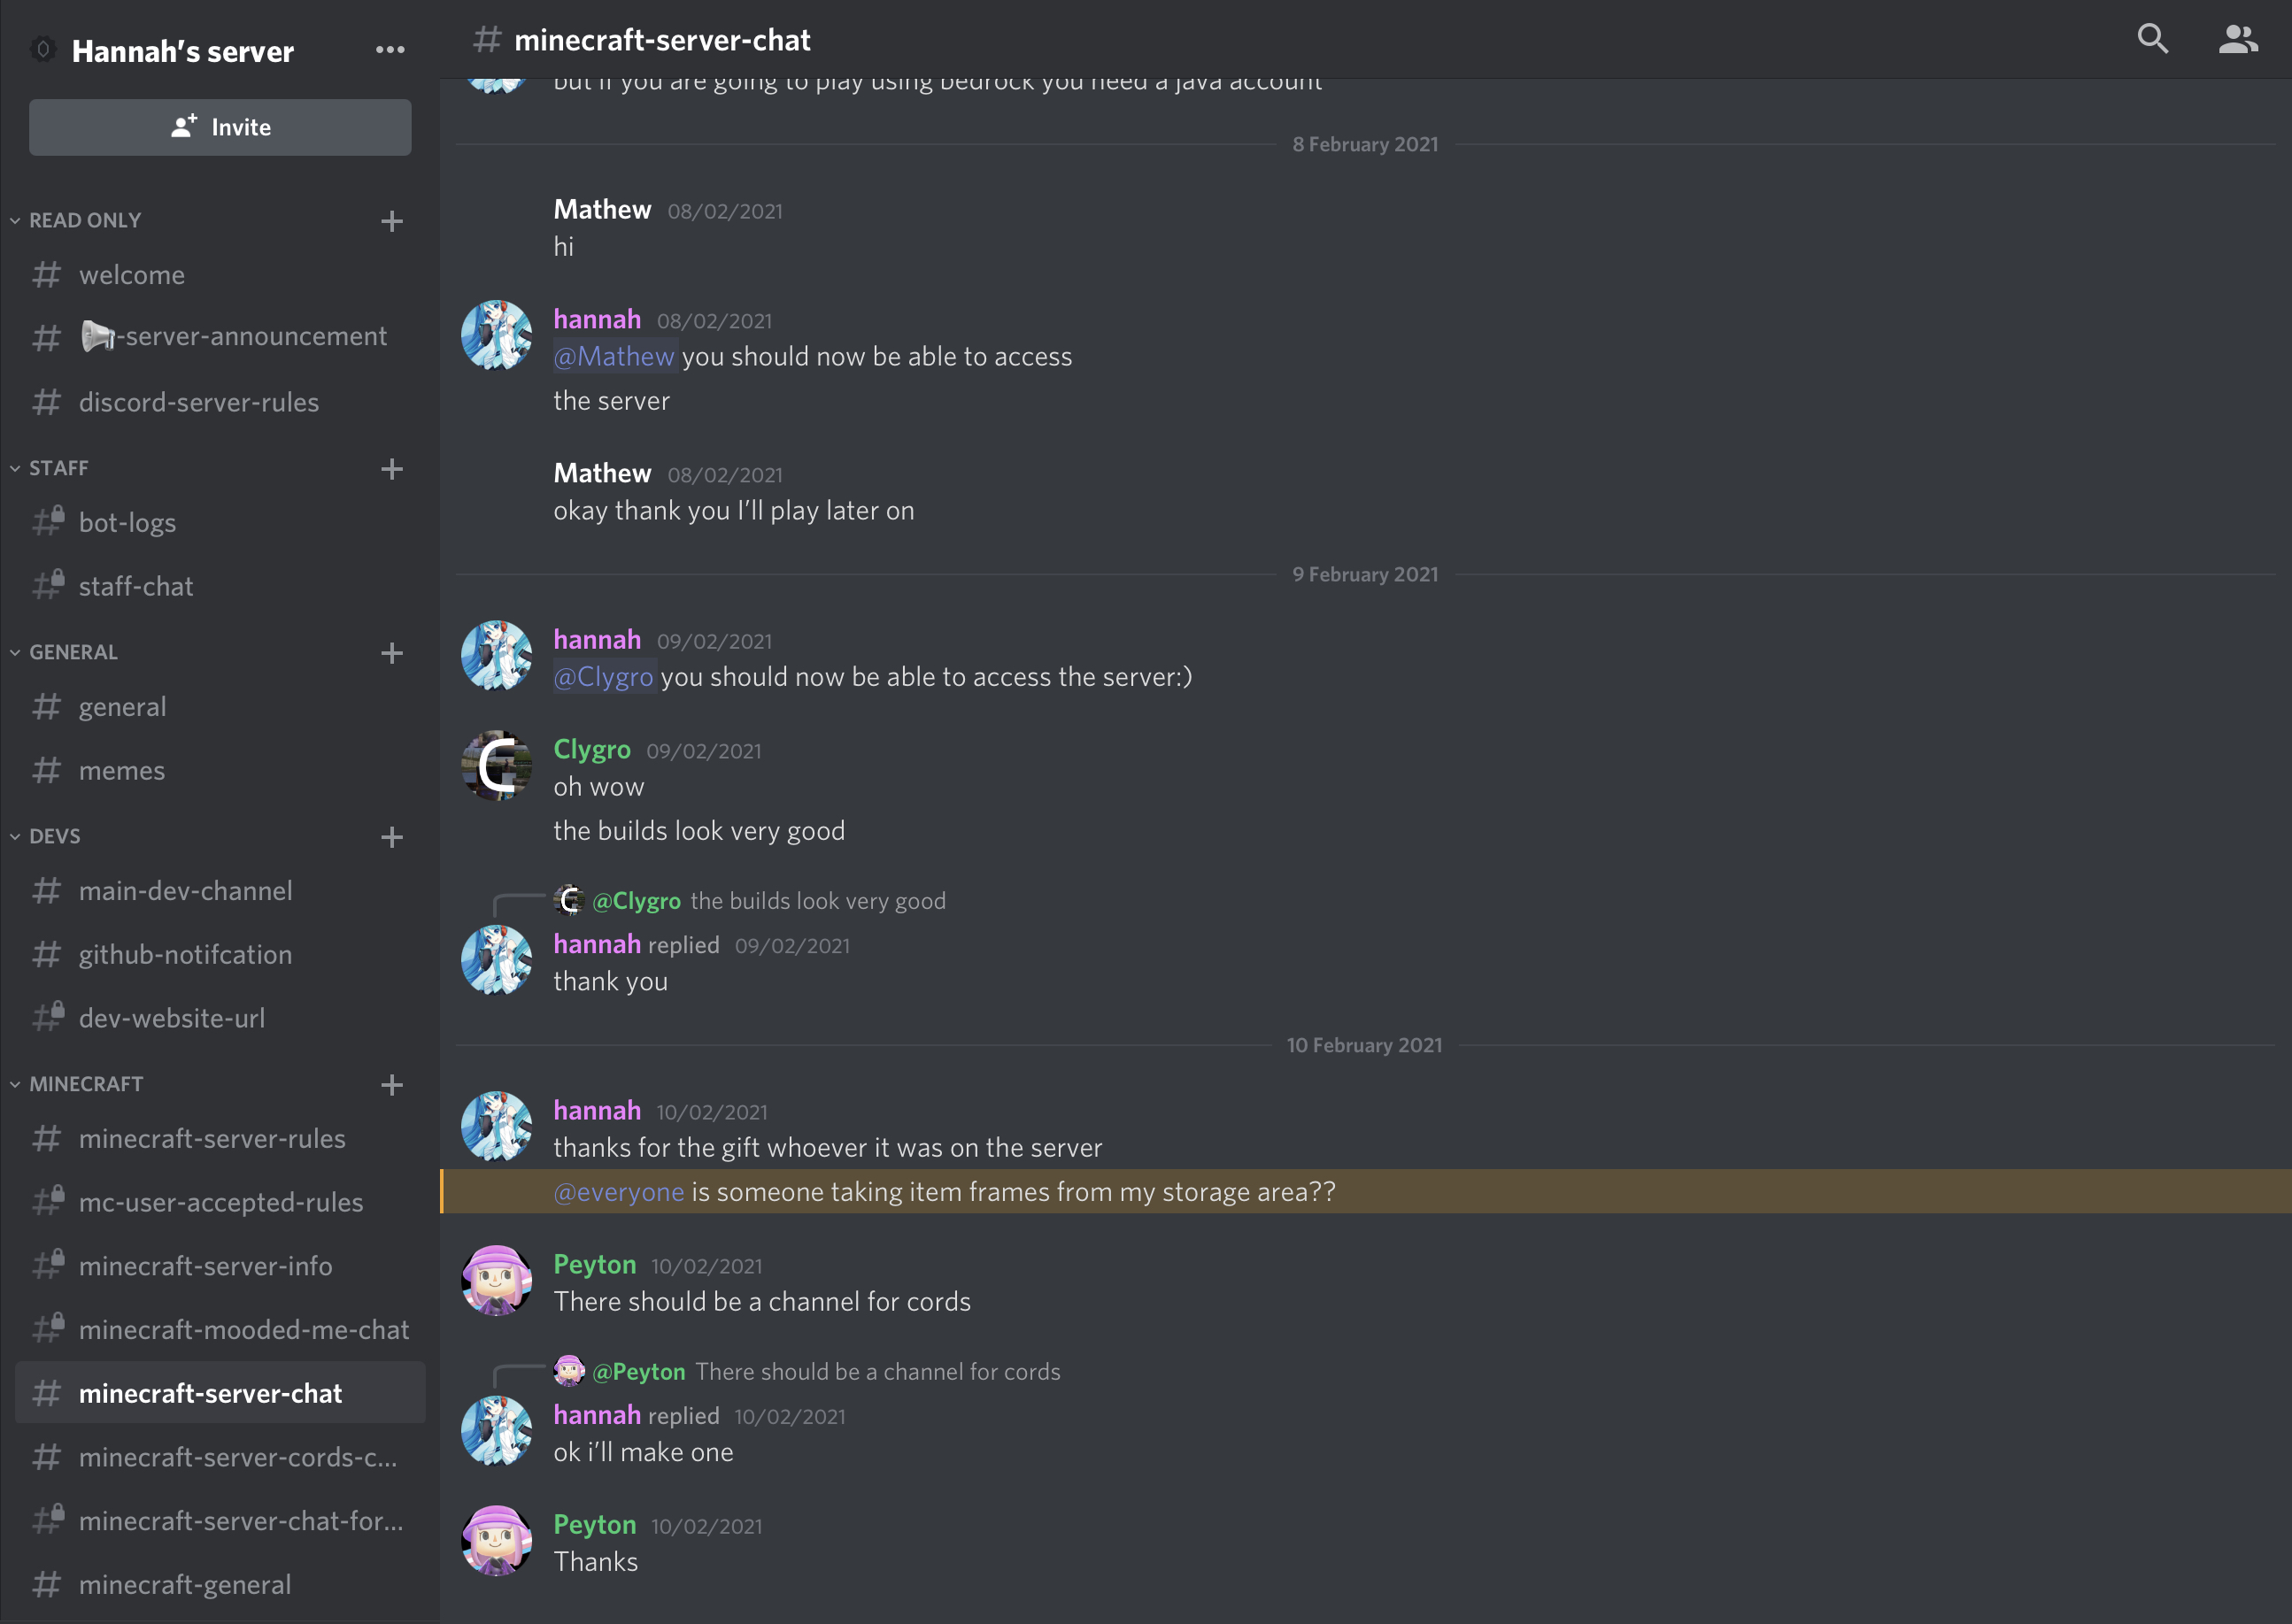 Hannah's server
Invite
READ ONLY
welcome
📢-server-announcement
discord-server-rules
STAFF
bot-logs
staff-chat
GENERAL
general
memes
DEVS
main-dev-channel
github-notifcation
dev-website-url
MINECRAFT
minecraft-server-rules
mc-user-accepted-rules
minecraft-server-info
minecraft-mooded-me-chat
minecraft-server-chat
minecraft-server-cords-c...
minecraft-server-chat-for...
minecraft-general
# minecraft-server-chat
but if you are going to play using bedrock you need a java account
8 February 2021
Mathew 08/02/2021
hi
hannah 08/02/2021
@Mathew you should now be able to access
the server
Mathew 08/02/2021
okay thank you I'll play later on
9 February 2021
hannah 09/02/2021
@Clygro you should now be able to access the server:)
Clygro 09/02/2021
oh wow
the builds look very good
@Clygro the builds look very good
hannah replied 09/02/2021
thank you
10 February 2021
hannah 10/02/2021
thanks for the gift whoever it was on the server
@everyone is someone taking item frames from my storage area??
Peyton 10/02/2021
There should be a channel for cords
@Peyton There should be a channel for cords
hannah replied 10/02/2021
ok i'll make one
Peyton 10/02/2021
Thanks